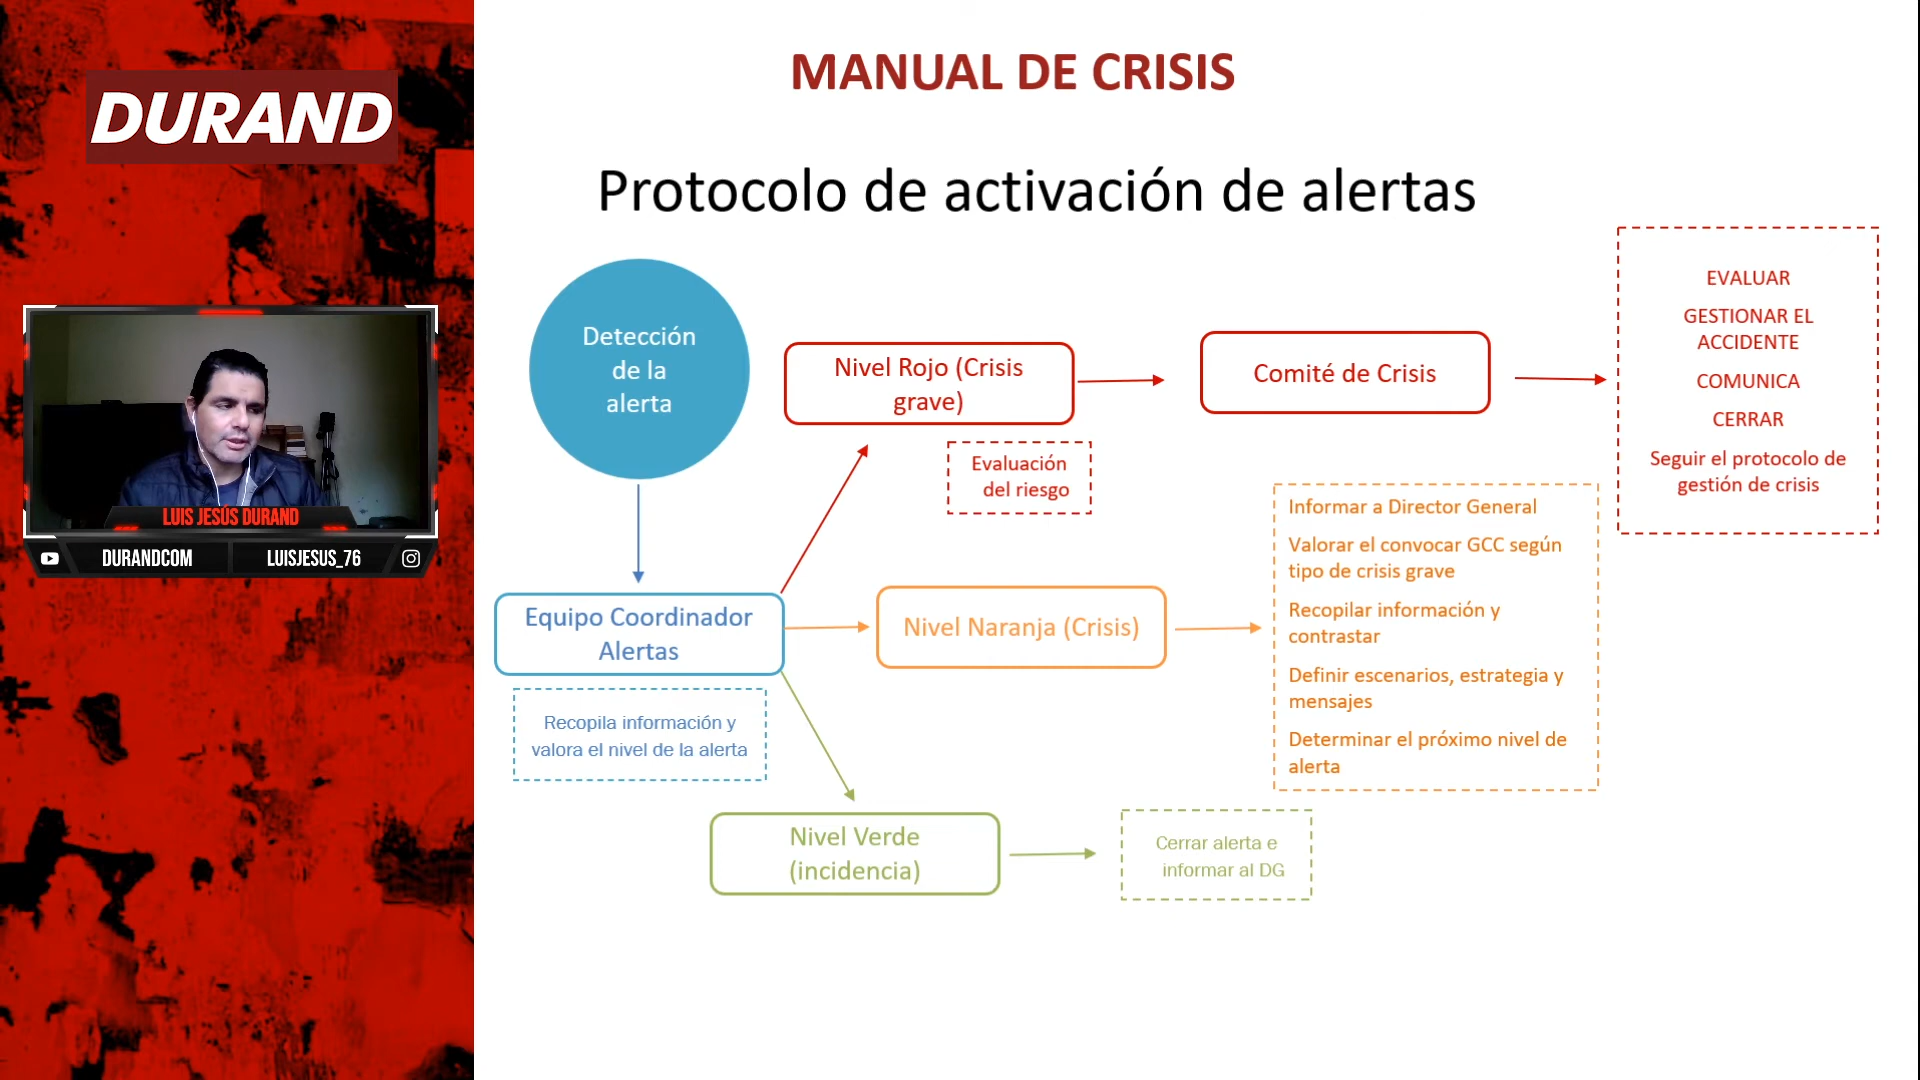 DURAND
LUIS JESÚS DURAND
DURANDCOM
LUISJESUS_76
MANUAL DE CRISIS
Protocolo de activación de alertas
Detección
de la
alerta
Equipo Coordinador
Alertas
Recopila información y
valora el nivel de la alerta
Nivel Rojo (Crisis
grave)
Evaluación
del riesgo
Comité de Crisis
EVALUAR
GESTIONAR EL
ACCIDENTE
COMUNICA
CERRAR
Seguir el protocolo de
gestión de crisis
Nivel Naranja (Crisis)
Informar a Director General
Valorar el convocar GCC según
tipo de crisis grave
Recopilar información y
contrastar
Definir escenarios, estrategia y
mensajes
Determinar el próximo nivel de
alerta
Nivel Verde
(incidencia)
Cerrar alerta e
informar al DG